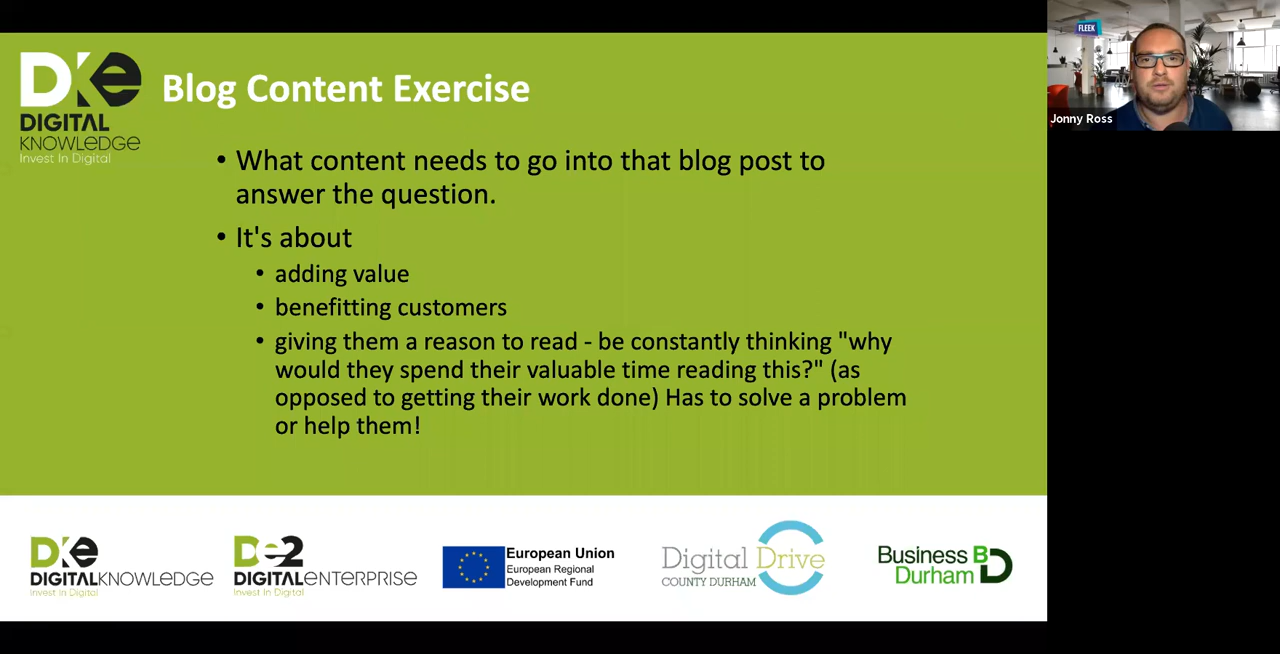 DKe
DIGITAL
KNOWLEDGE
Invest In Digital
Blog Content Exercise
• What content needs to go into that blog post to
answer the question.
• It's about
• adding value
• benefitting customers
• giving them a reason to read - be constantly thinking "why
would they spend their valuable time reading this?" (as
opposed to getting their work done) Has to solve a problem
or help them!
FLEEK
Jonny Ross
DKe
DIGITALKNOWLEDGE
Invest In Digital
De2
DIGITALENTERPRISE
Invest In Digital
European Union
European Regional
Development Fund
Digital Drive
COUNTY DURHAM
Business
Durham
BD